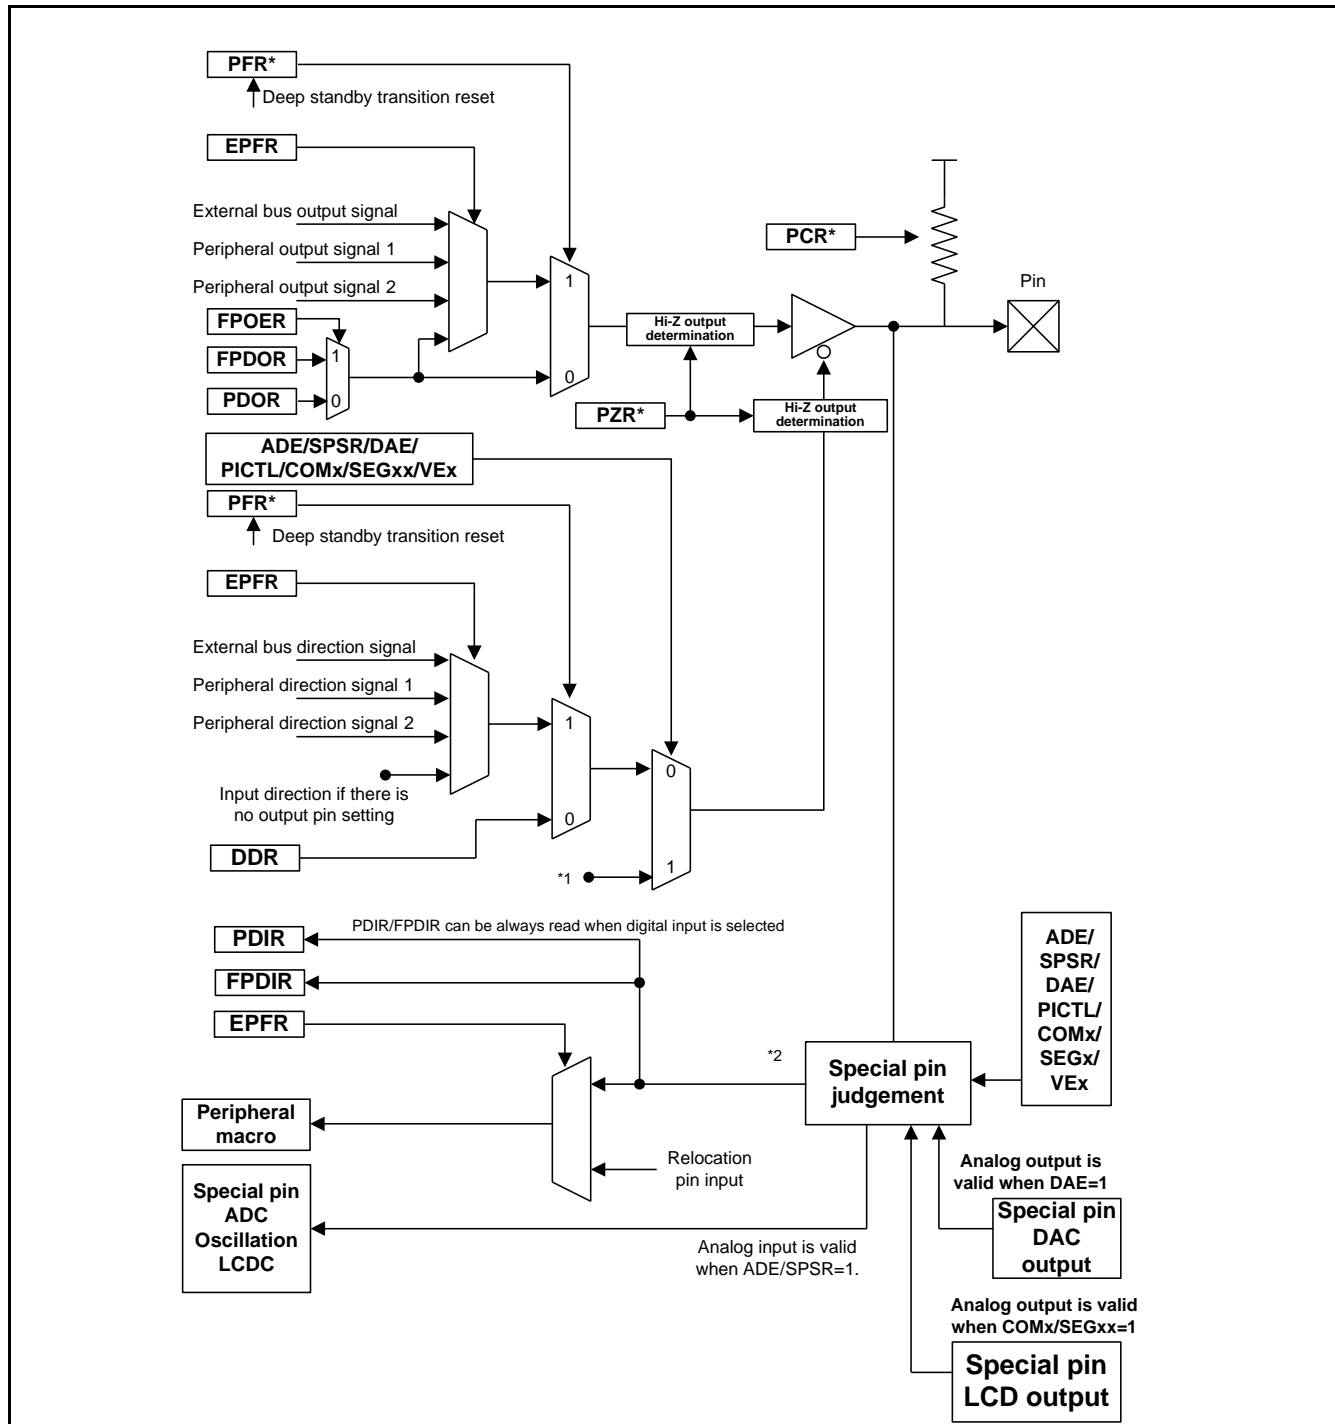 PFR*
Deep standby transition reset
EPFR
External bus output signal
Peripheral output signal 1
Peripheral output signal 2
FPOER
FPDOR
PDOR
1
0
1
0
Hi-Z output
determination
PCR*
Pin
PZR*
Hi-Z output
determination
ADE/SPSR/DAE/
PICTL/COMx/SEGxx/VEx
PFR*
Deep standby transition reset
EPFR
External bus direction signal
Peripheral direction signal 1
Peripheral direction signal 2
Input direction if there is
no output pin setting
DDR
1
0
0
1
*1
PDIR/FPDIR can be always read when digital input is selected
PDIR
FPDIR
EPFR
*2
Special pin
judgement
ADE/
SPSR/
DAE/
PICTL/
COMx/
SEGx/
VEx
Peripheral
macro
Relocation
pin input
Special pin
ADC
Oscillation
LCDC
Analog input is valid
when ADE/SPSR=1.
Analog output is
valid when DAE=1
Special pin
DAC
output
Analog output is valid
when COMx/SEGxx=1
Special pin
LCD output